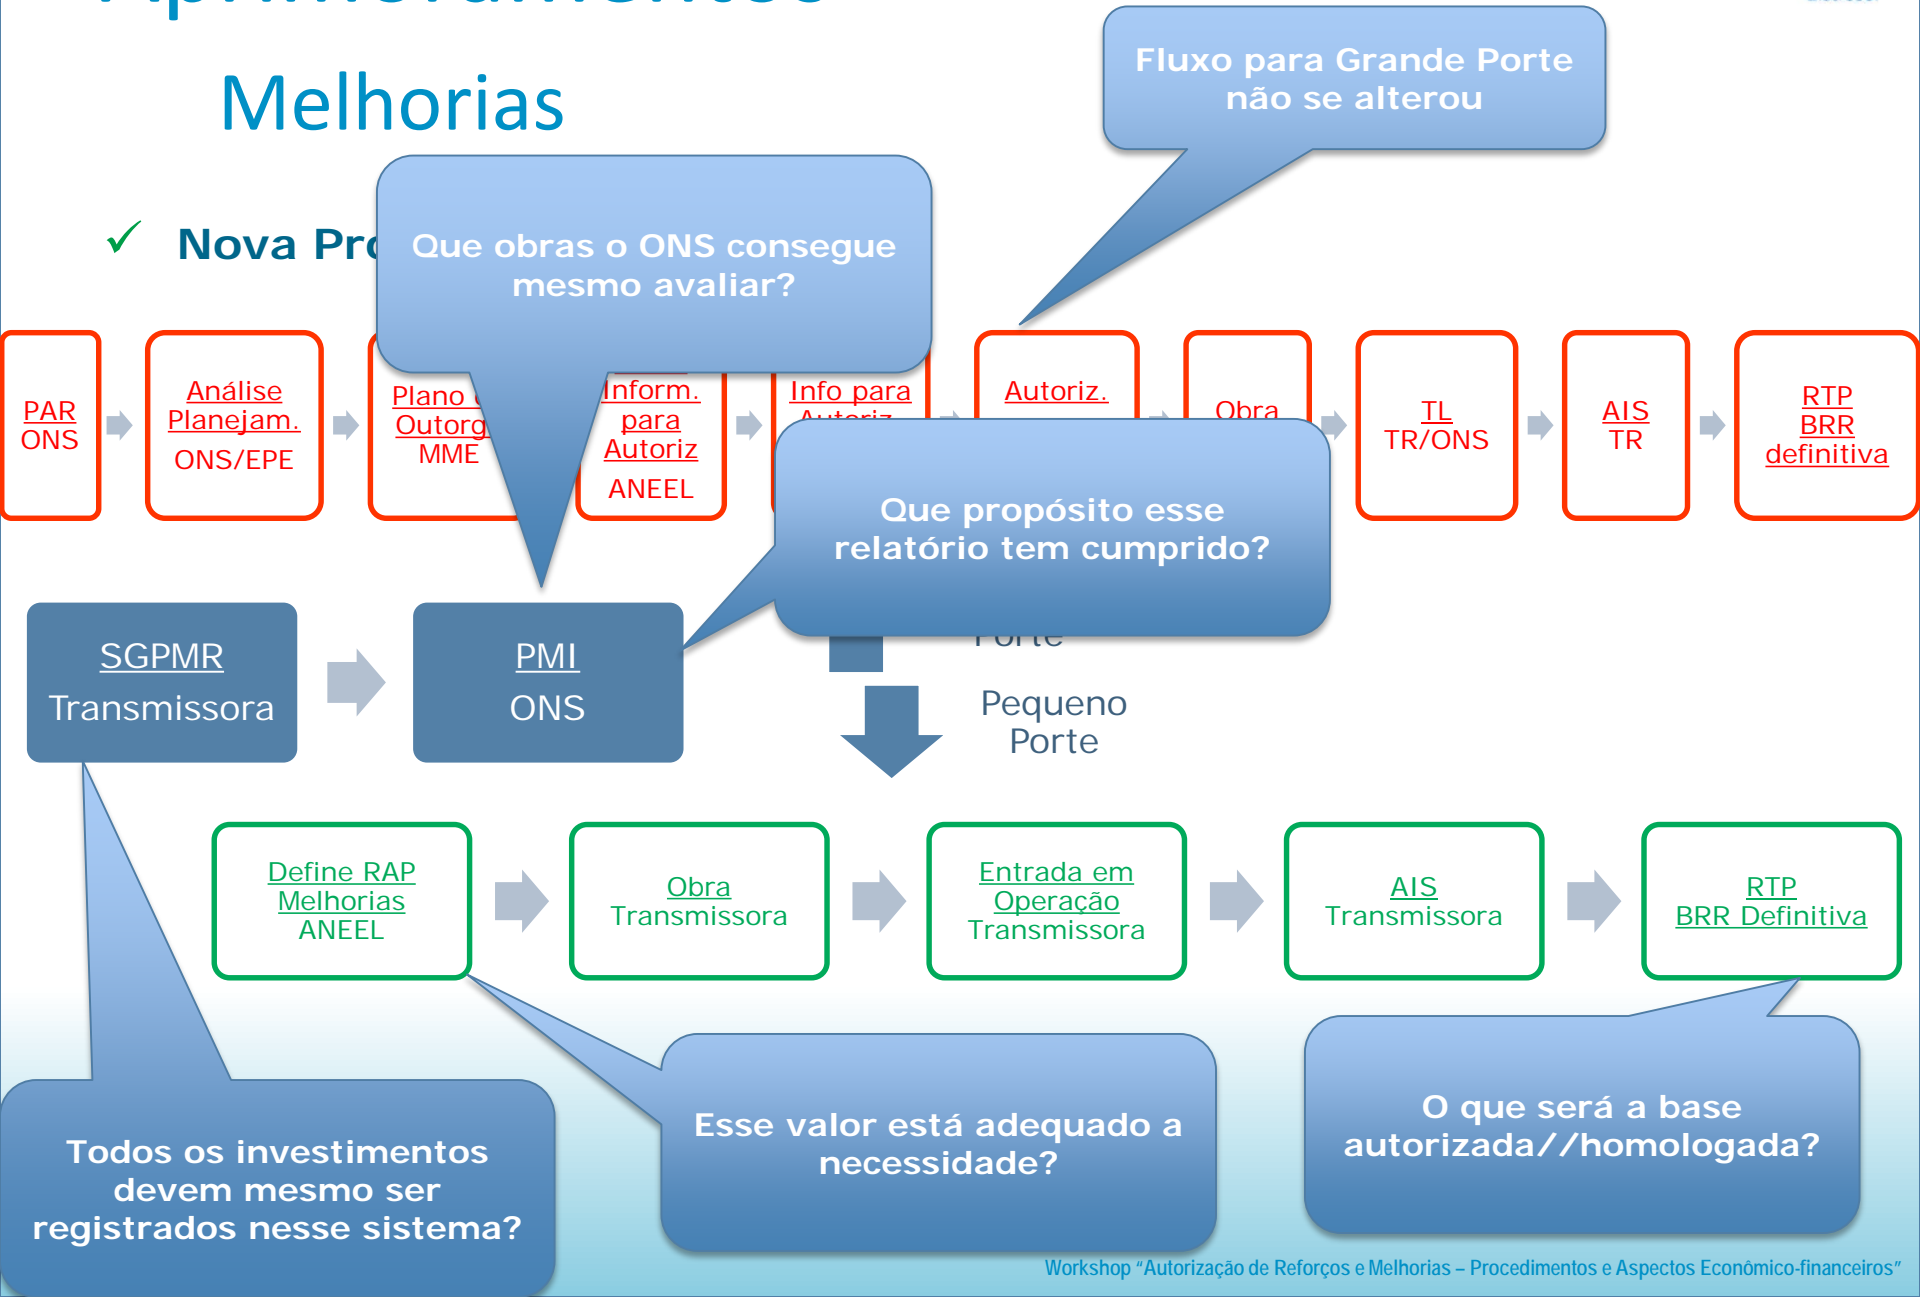 Aprimoramentos
Melhorias
Fluxo para Grande Porte
não se alterou
Nova
Que obras o ONS consegue
mesmo avaliar?
PAR
ONS
Análise
Planejam.
ONS/EPE
Plano
Outorg
MME
Inform.
para
Autoriz
ANEEL
Info para
Autoriz
Autoriz.
Obra
TL
TR/ONS
AIS
TR
RTP
BRR
definitiva
Que propósito esse
relatório tem cumprido?
SGPMR
Transmissora
PMI
ONS
Porte
Pequeno
Porte
Define RAP
Melhorias
ANEEL
Obra
Transmissora
Entrada em
Operação
Transmissora
AIS
Transmissora
RTP
BRR Definitiva
Todos os investimentos
devem mesmo ser
registrados nesse sistema?
Esse valor está adequado a
necessidade?
O que será a base
autorizada//homologada?
Workshop “Autorização de Reforços e Melhorias – Procedimentos e Aspectos Econômico-financeiros”